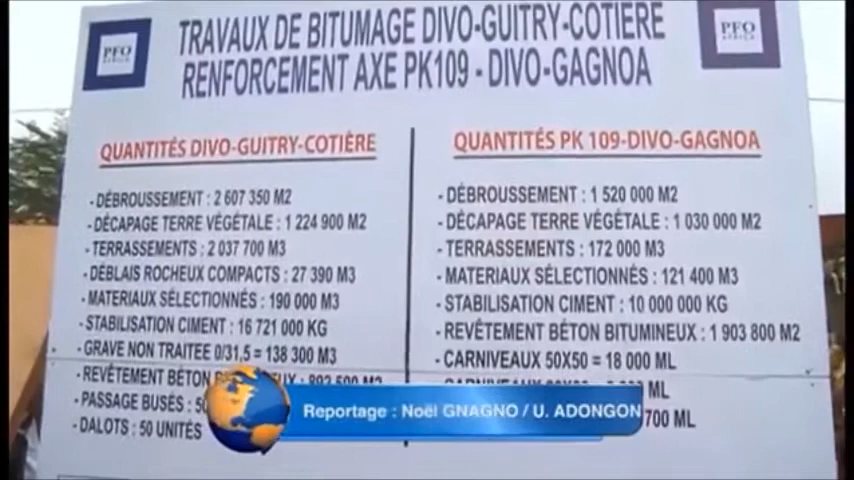 PFO
AFRICA
TRAVAUX DE BITUMAGE DIVO-GUITRY-COTIÈRE
RENFORCEMENT AXE PK109 - DIVO-GAGNOA
PFO
AFRICA
QUANTITÉS DIVO-GUITRY-COTIÈRE
- DÉBROUSSEMENT : 2 607 350 M2
- DÉCAPAGE TERRE VÉGÉTALE : 1 224 900 M2
- TERRASSEMENTS : 2 037 700 M3
- DÉBLAIS ROCHEUX COMPACTS : 27 390 M3
- MATERIAUX SÉLECTIONNÉS : 190 000 M3
- STABILISATION CIMENT : 16 721 000 KG
- GRAVE NON TRAITEE 0/31,5 = 138 300 M3
- REVÊTEMENT BÉTON
- PASSAGE BUSÉS :
- DALOTS : 50 UNITÉS
QUANTITÉS PK 109-DIVO-GAGNOA
- DÉBROUSSEMENT : 1 520 000 M2
- DÉCAPAGE TERRE VÉGÉTALE : 1 030 000 M2
- TERRASSEMENTS : 172 000 M3
- MATERIAUX SÉLECTIONNÉS : 121 400 M3
- STABILISATION CIMENT : 10 000 000 KG
- REVÊTEMENT BÉTON BITUMINEUX : 1 903 800 M2
- CARNIVEAUX 50X50 = 18 000 ML
- CARNIVEAUX ML
700 ML
Reportage : Noël GNAGNO / U. ADONGON